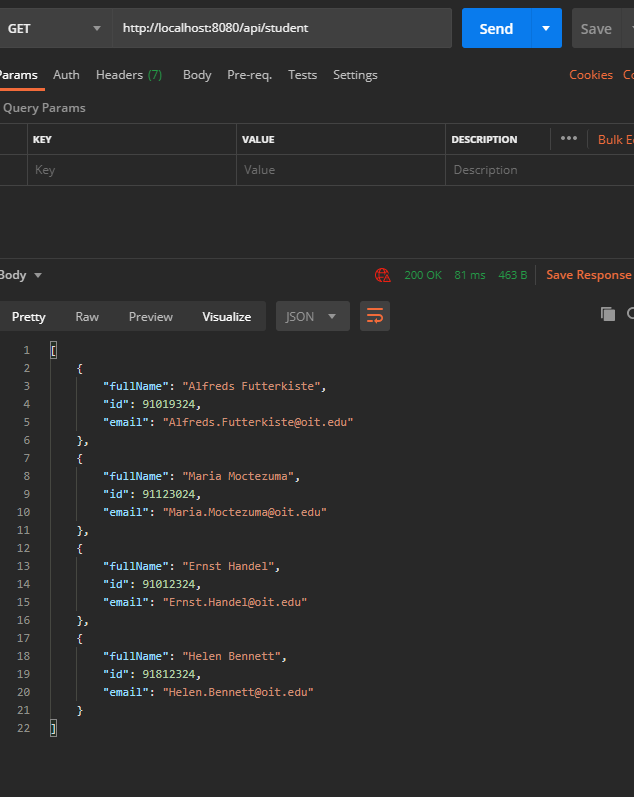 GET http://localhost:8080/api/student Send Save
Params Auth Headers (7) Body Pre-req. Tests Settings Cookies
Query Params
KEY VALUE DESCRIPTION ••• Bulk
Key Value Description
Body 200 OK 81 ms 463 B Save Response
Pretty Raw Preview Visualize JSON
1 [
2 {
3 "fullName": "Alfreds Futterkiste",
4 "id": 91019324,
5 "email": "Alfreds.Futterkiste@oit.edu"
6 },
7 {
8 "fullName": "Maria Moctezuma",
9 "id": 91123024,
10 "email": "Maria.Moctezuma@oit.edu"
11 },
12 {
13 "fullName": "Ernst Handel",
14 "id": 91012324,
15 "email": "Ernst.Handel@oit.edu"
16 },
17 {
18 "fullName": "Helen Bennett",
19 "id": 91812324,
20 "email": "Helen.Bennett@oit.edu"
21 }
22 ]